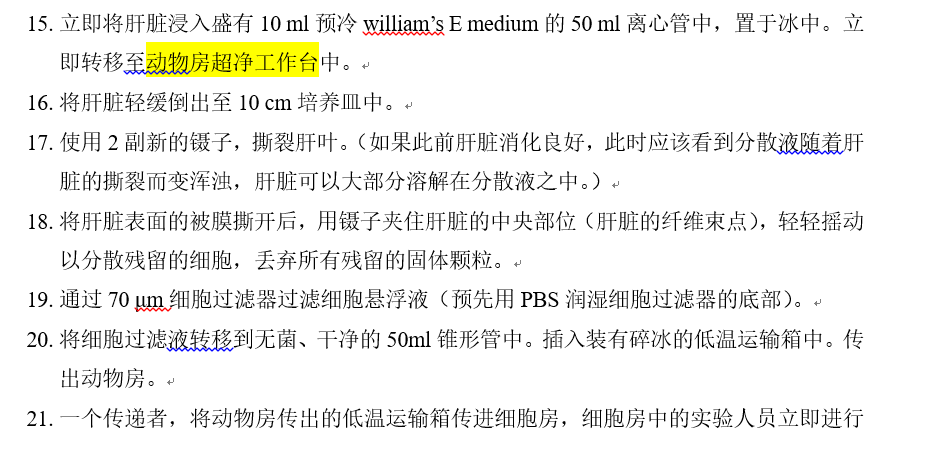 15. 立即将肝脏浸入盛有 10 ml 预冷 william’s E medium 的 50 ml 离心管中，置于冰中。立
即转移至动物房超净工作台中。
16. 将肝脏轻缓倒出至 10 cm 培养皿中。
17. 使用 2 副新的镊子，撕裂肝叶。（如果此前肝脏消化良好，此时应该看到分散液随着肝
脏的撕裂而变浑浊，肝脏可以大部分溶解在分散液之中。）
18. 将肝脏表面的被膜撕开后，用镊子夹住肝脏的中央部位（肝脏的纤维束点），轻轻摇动
以分散残留的细胞，丢弃所有残留的固体颗粒。
19. 通过 70 μm 细胞过滤器过滤细胞悬浮液（预先用 PBS 润湿细胞过滤器的底部）。
20. 将细胞过滤液转移到无菌、干净的 50ml 锥形管中。插入装有碎冰的低温运输箱中。传
出动物房。
21. 一个传递者，将动物房传出的低温运输箱传进细胞房，细胞房中的实验人员立即进行